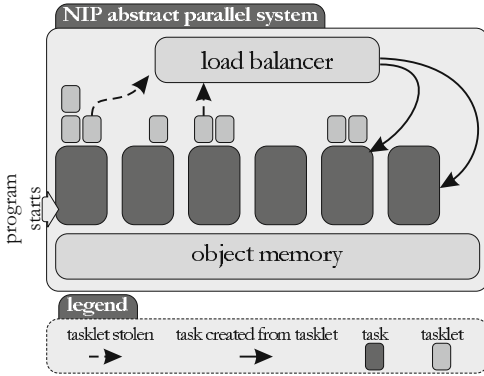 NIP abstract parallel system
load balancer
program
starts
object memory
legend
tasklet stolen task created from tasklet task tasklet